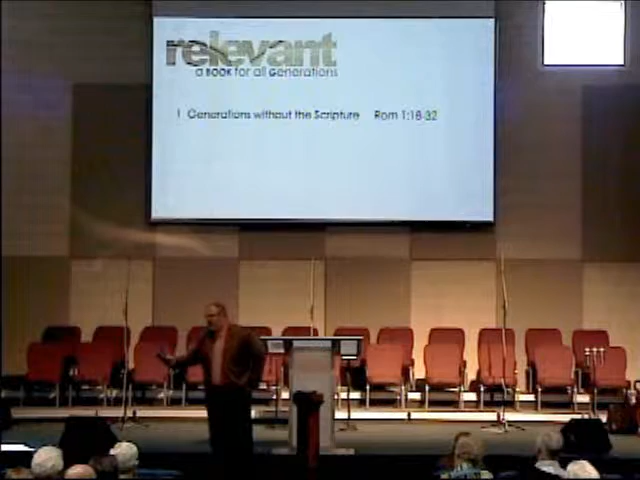 relevant
a BOOK for all Generations
I Generations without the Scripture Rom 1:18-32